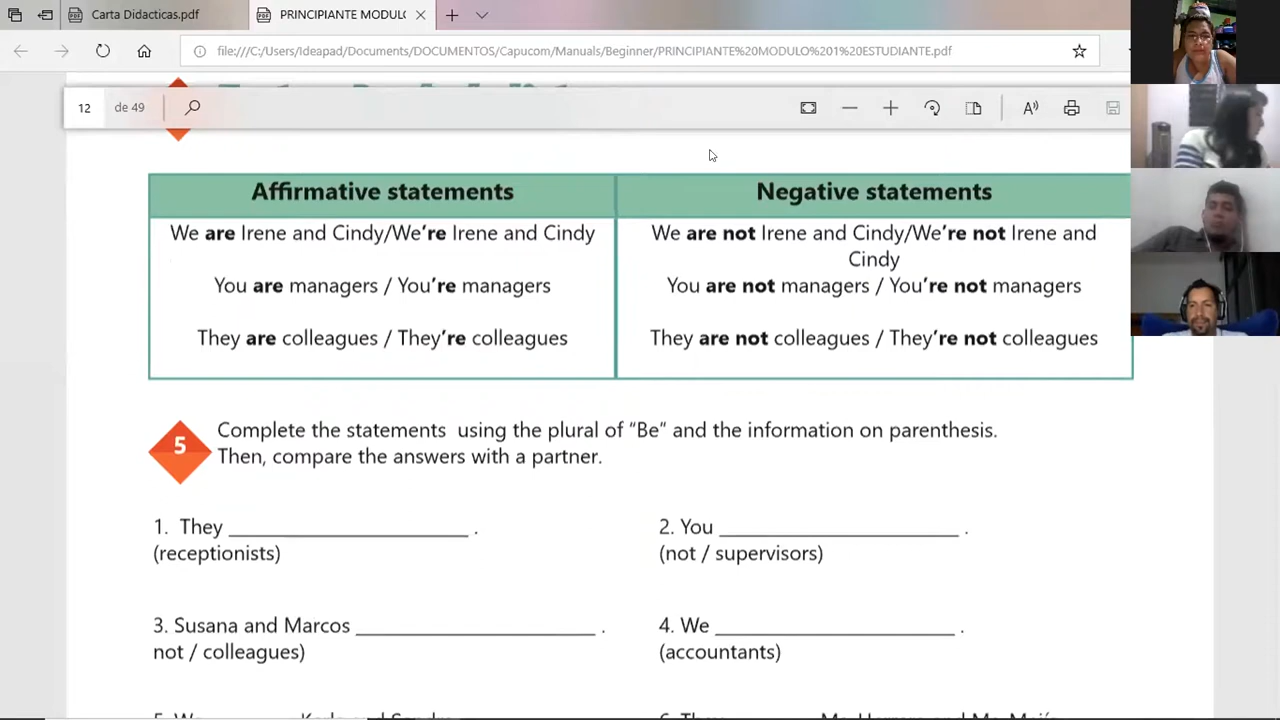 Carta Didacticas.pdf
PRINCIPIANTE MODULO
file:///C:/Users/Ideapad/Documents/DOCUMENTOS/Capucom/Manuals/Beginner/PRINCIPIANTE%20MODULO%201%20ESTUDIANTE.pdf
12 de 49
Affirmative statements
We are Irene and Cindy/We're Irene and Cindy
You are managers / You're managers
They are colleagues / They're colleagues
Negative statements
We are not Irene and Cindy/We're not Irene and
Cindy
You are not managers / You're not managers
They are not colleagues / They're not colleagues
5
Complete the statements using the plural of “Be” and the information on parenthesis.
Then, compare the answers with a partner.
1. They ______________________ .
(receptionists)
2. You ______________________ .
(not / supervisors)
3. Susana and Marcos ______________________ .
not / colleagues)
4. We ______________________ .
(accountants)